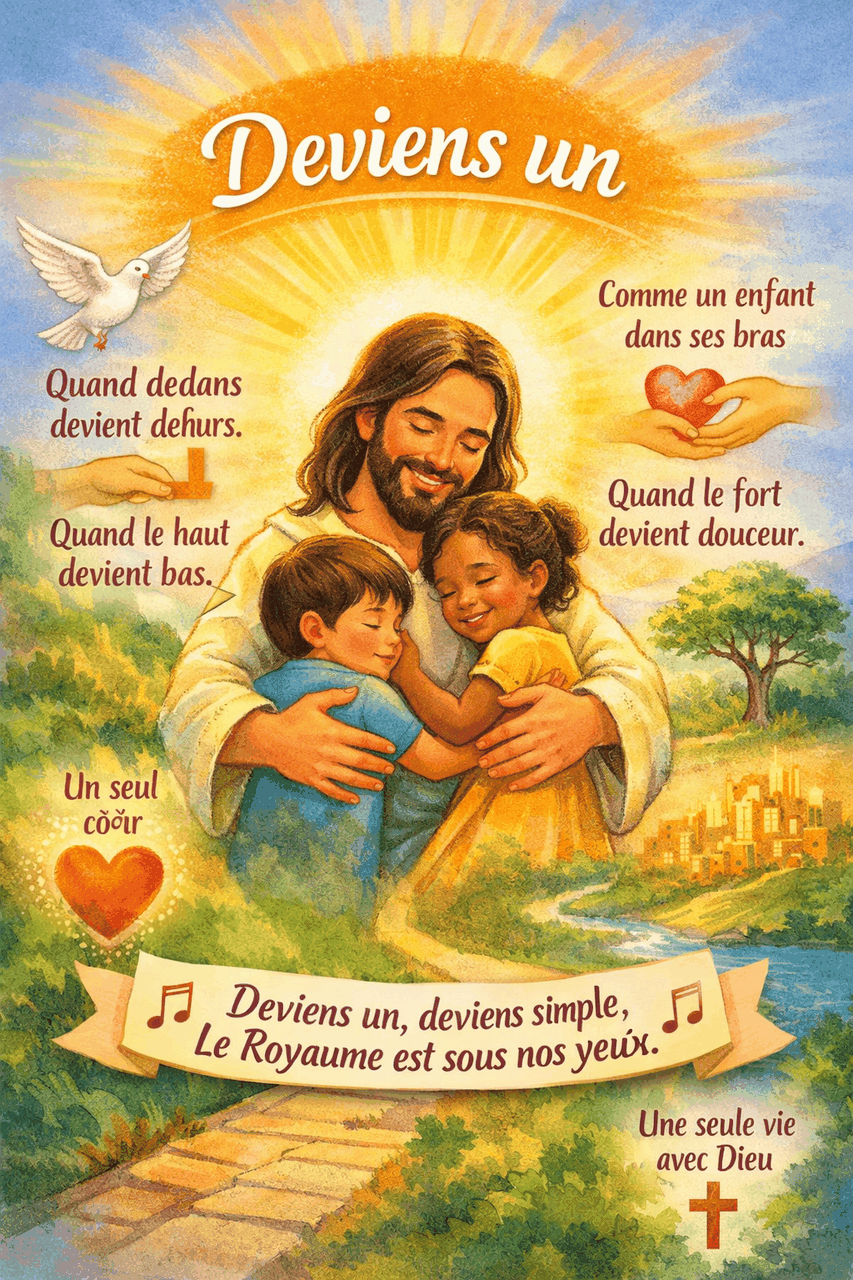 Deviens un
Comme un enfant
dans ses bras
Quand dedans
devient dehurs.
Quand le fort
devient douceur.
Quand le haut
devient bas.
Un seul
cŏŏır
Deviens un, deviens simple,
Le Royaume est sous nos yeux.
Une seule vie
avec Dieu